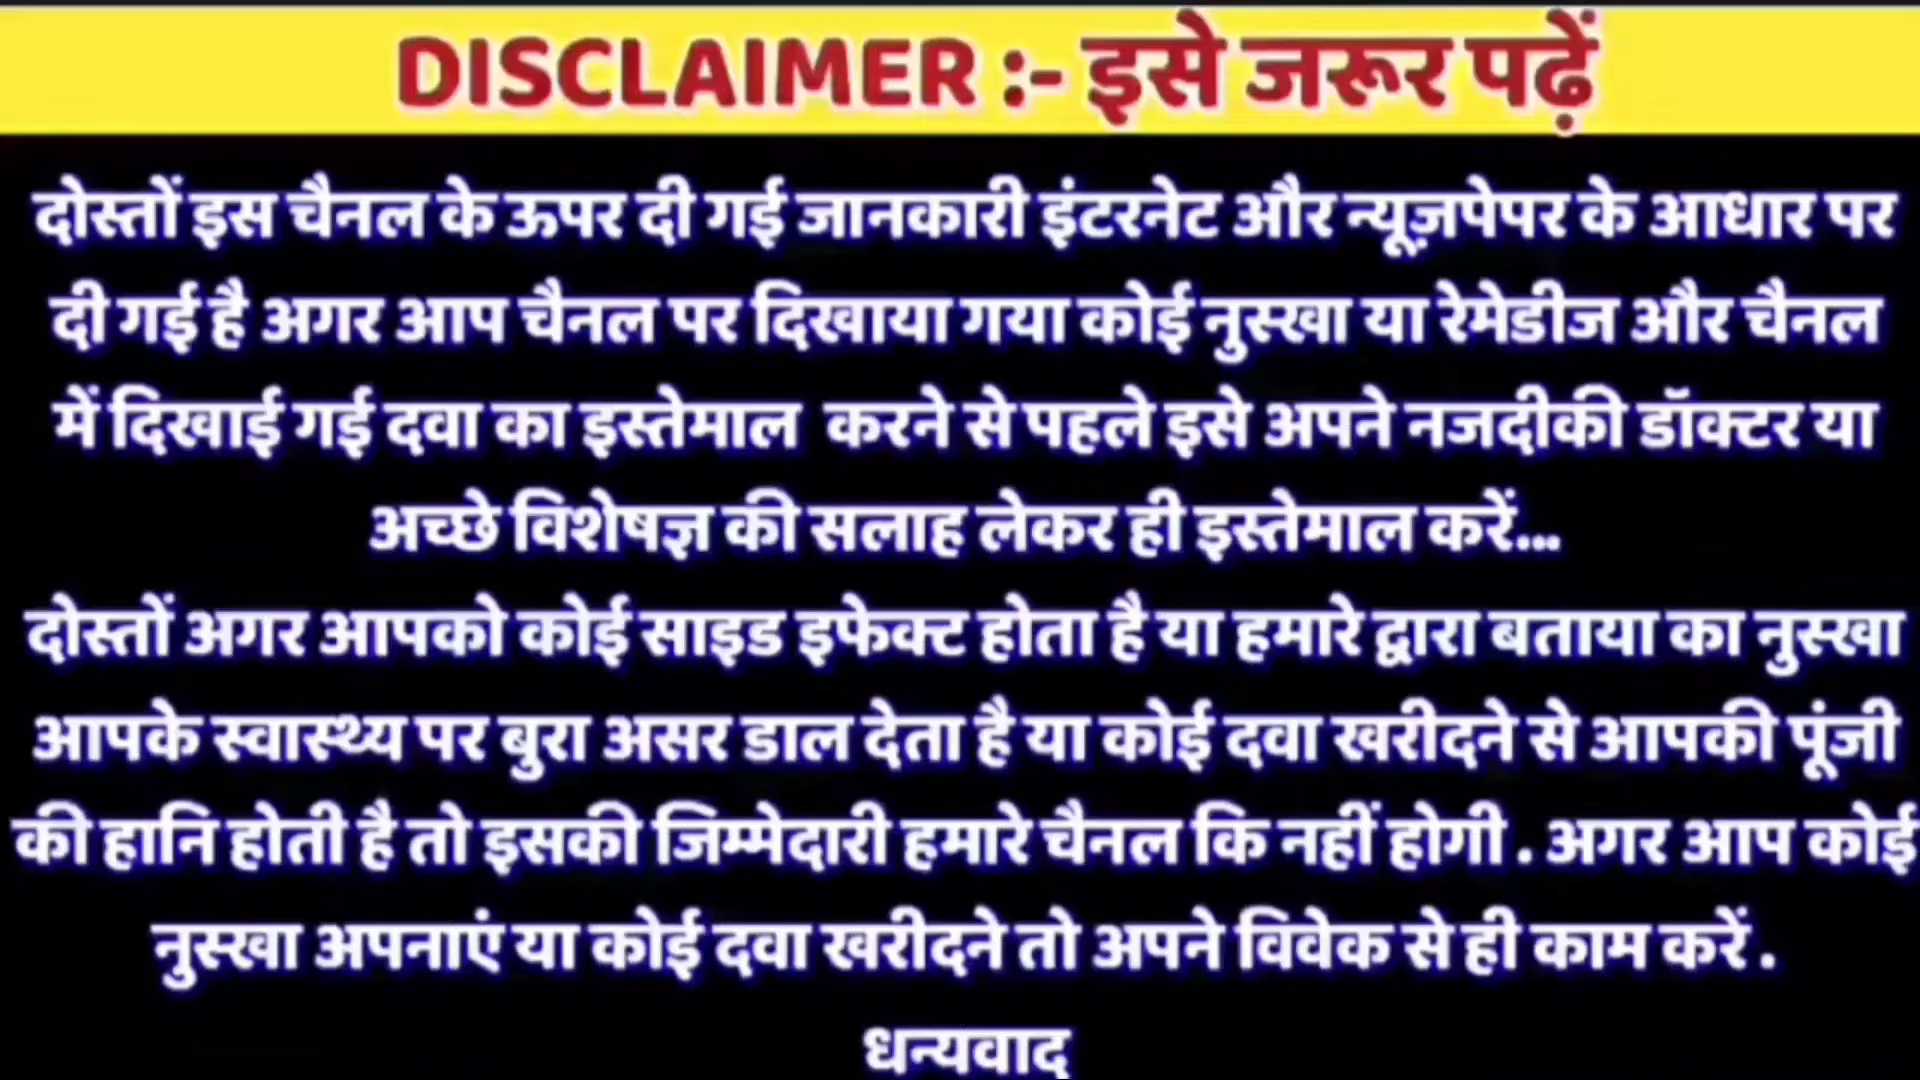 DISCLAIMER :- इसे जरूर पढ़ें
दोस्तों इस चैनल के ऊपर दी गई जानकारी इंटरनेट और न्यूज़पेपर के आधार पर
दी गई है अगर आप चैनल पर दिखाया गया कोई नुस्खा या रेमेडीज और चैनल
में दिखाई गई दवा का इस्तेमाल करने से पहले इसे अपने नजदीकी डॉक्टर या
अच्छे विशेषज्ञ की सलाह लेकर ही इस्तेमाल करें...
दोस्तों अगर आपको कोई साइड इफेक्ट होता है या हमारे द्वारा बताया का नुस्खा
आपके स्वास्थ्य पर बुरा असर डाल देता है या कोई दवा खरीदने से आपकी पूंजी
की हानि होती है तो इसकी जिम्मेदारी हमारे चैनल कि नहीं होगी . अगर आप कोई
नुस्खा अपनाएं या कोई दवा खरीदने तो अपने विवेक से ही काम करें .
धन्यवाद